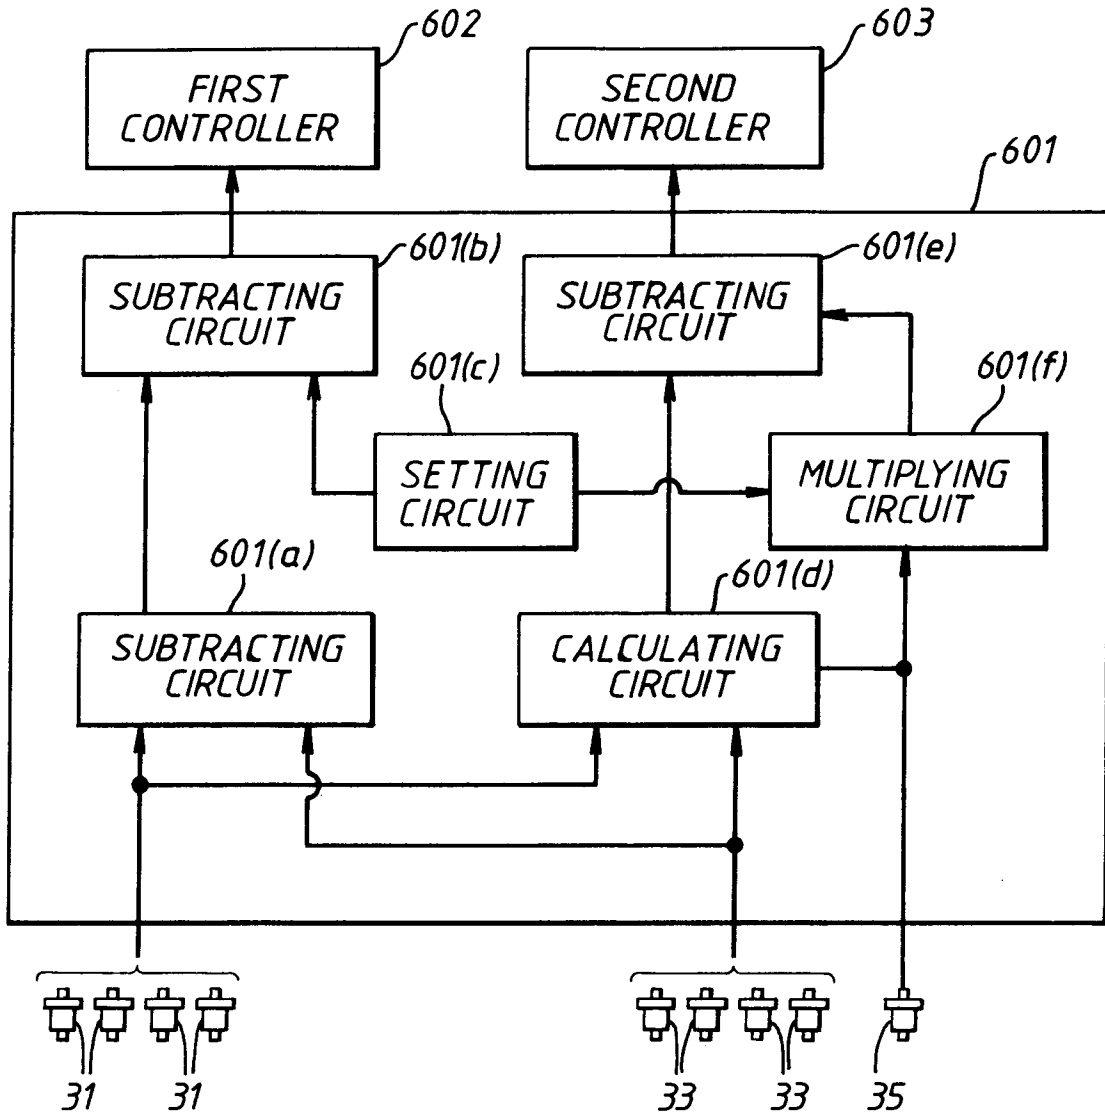 602
603
FIRST
CONTROLLER
SECOND
CONTROLLER
601
601(b)
601(e)
SUBTRACTING
CIRCUIT
SUBTRACTING
CIRCUIT
601(c)
601(f)
SETTING
CIRCUIT
MULTIPLYING
CIRCUIT
601(a)
601(d)
SUBTRACTING
CIRCUIT
CALCULATING
CIRCUIT
31
31
33
33
35